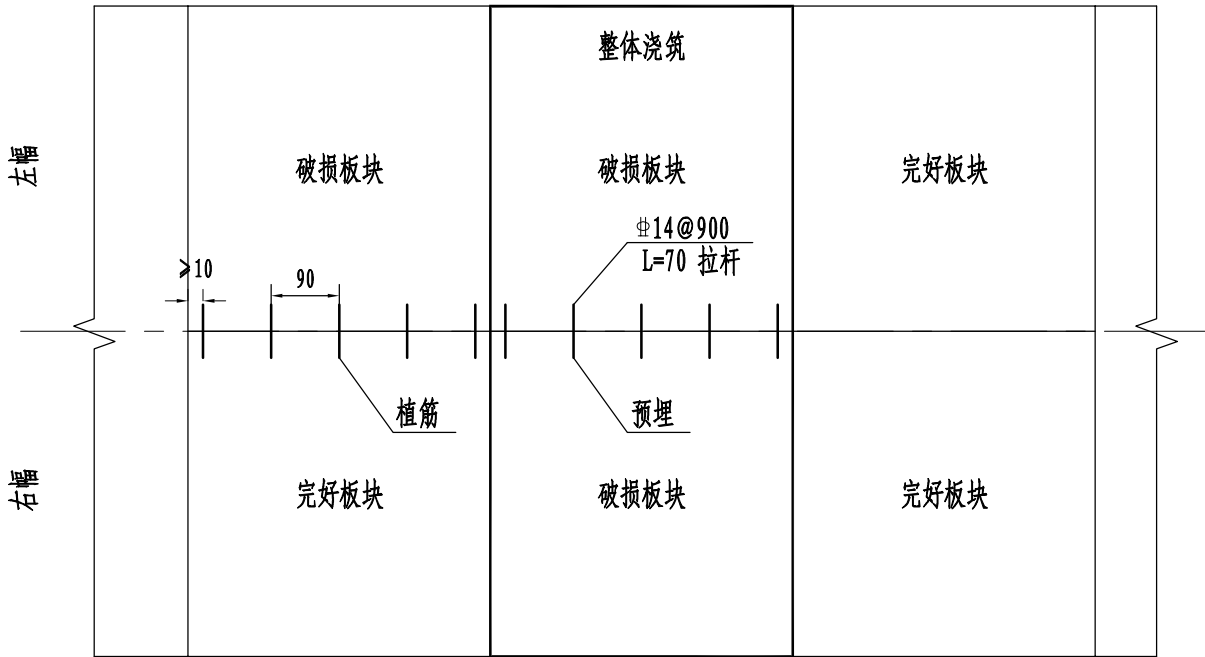 整体浇筑
左幅
破损板块
破损板块
完好板块
⌽14@900
L=70 拉杆
≥10
90
植筋
预埋
右幅
完好板块
破损板块
完好板块